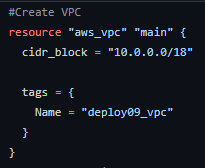 #Create VPC
resource "aws_vpc" "main" {
  cidr_block = "10.0.0.0/18"

  tags = {
    Name = "deploy09_vpc"
  }
}